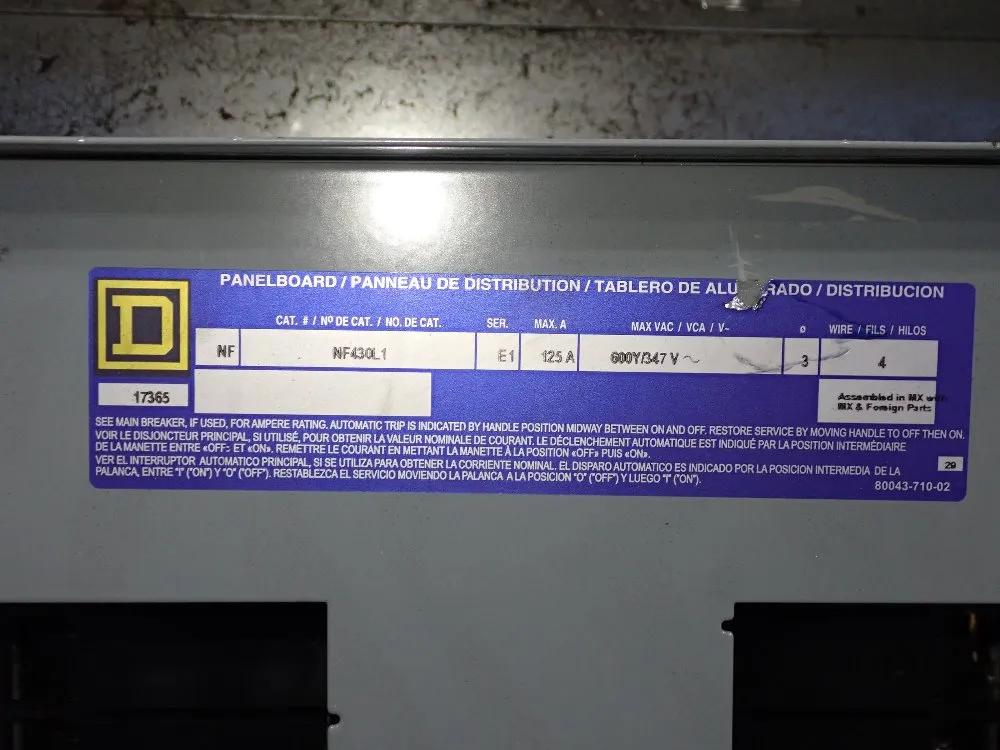 PANELBOARD / PANNEAU DE DISTRIBUTION / TABLERO DE ALU RADO / DISTRIBUCION
CAT. # / Nº DE CAT. / NO. DE CAT. SER. MAX. A MAX VAC / VCA / V~ ø WIRE / FILS / HILOS
D
NF NF430L1 E1 125 A 600Y/347 V ~ 3 4
17365
Assembled in MX with
MX & Foreign Parts
SEE MAIN BREAKER, IF USED, FOR AMPERE RATING. AUTOMATIC TRIP IS INDICATED BY HANDLE POSITION MIDWAY BETWEEN ON AND OFF. RESTORE SERVICE BY MOVING HANDLE TO OFF THEN ON.
VOIR LE DISJONCTEUR PRINCIPAL, SI UTILISÉ, POUR OBTENIR LA VALEUR NOMINALE DE COURANT. LE DÉCLENCHEMENT AUTOMATIQUE EST INDIQUÉ PAR LA POSITION INTERMÉDIAIRE
DE LA MANETTE ENTRE «OFF» ET «ON». REMETTRE LE COURANT EN METTANT LA MANETTE À LA POSITION «OFF» PUIS «ON».
VER EL INTERRUPTOR AUTOMATICO PRINCIPAL, SI SE UTILIZA PARA OBTENER LA CORRIENTE NOMINAL. EL DISPARO AUTOMATICO ES INDICADO POR LA POSICION INTERMEDIA DE LA
PALANCA, ENTRE "I" ("ON") Y "O" ("OFF"). RESTABLEZCA EL SERVICIO MOVIENDO LA PALANCA A LA POSICION "O" ("OFF") Y LUEGO "I" ("ON").
29
80043-710-02